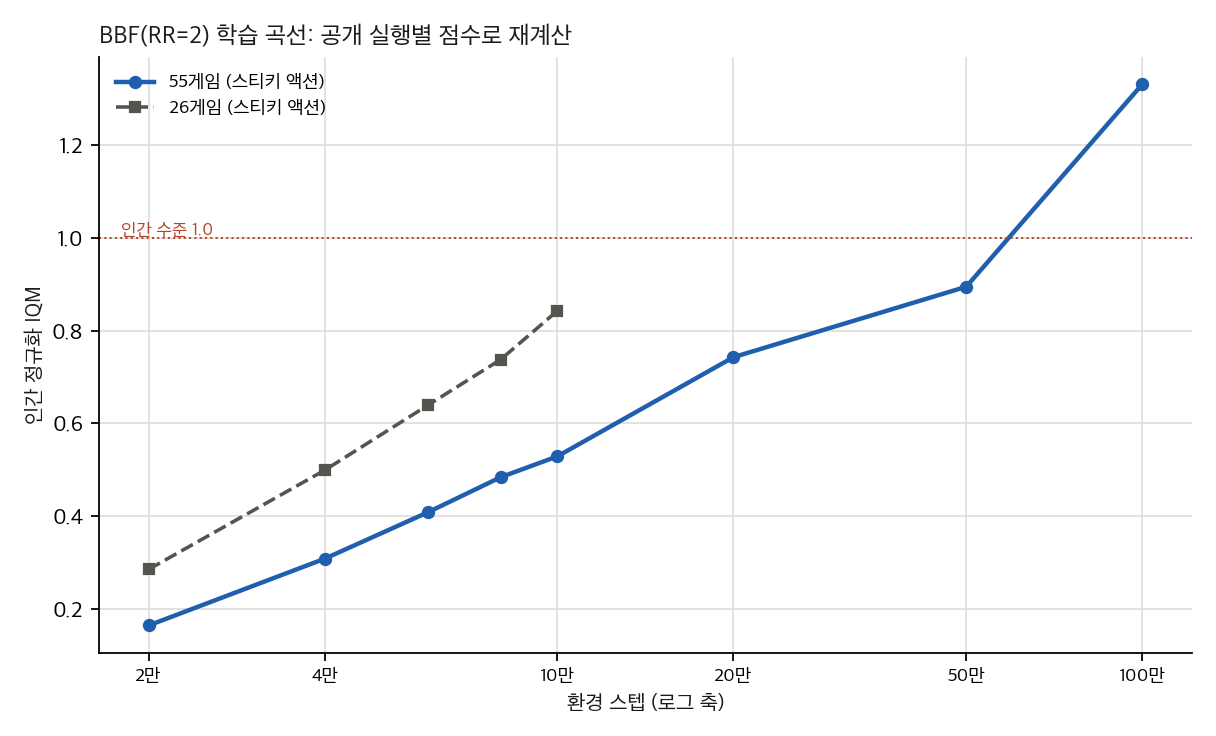 BBF(RR=2) 학습 곡선: 공개 실행별 점수로 재계산
55게임 (스티키 액션)
26게임 (스티키 액션)
1.2
인간 수준 1.0
1.0
0.8
0.6
0.4
0.2
인간 정규화 IQM
2만
4만
10만
20만
50만
100만
환경 스텝 (로그 축)